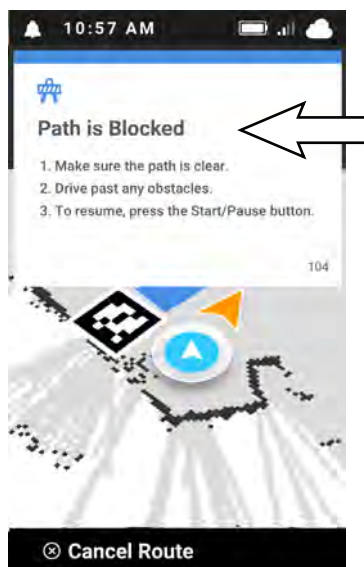 10:57 AM
Path is Blocked
1. Make sure the path is clear.
2. Drive past any obstacles.
3. To resume, press the Start/Pause button.
104
Cancel Route